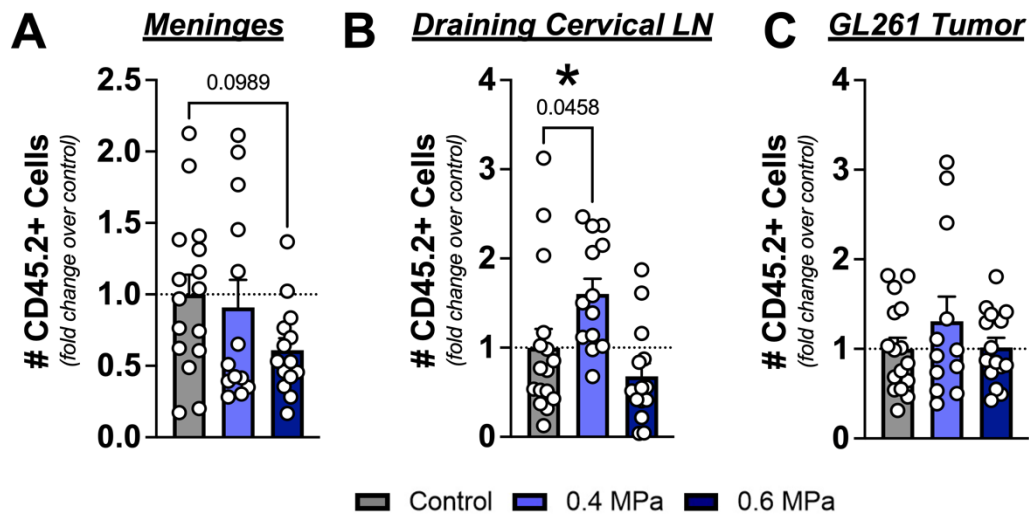 A Meninges
B Draining Cervical LN
C GL261 Tumor
# CD45.2+ Cells
(fold change over control)
2.5
2.0
1.5
1.0
0.5
0.0
0.0989
# CD45.2+ Cells
(fold change over control)
4
3
2
1
0
*
0.0458
# CD45.2+ Cells
(fold change over control)
4
3
2
1
0
Control 0.4 MPa 0.6 MPa